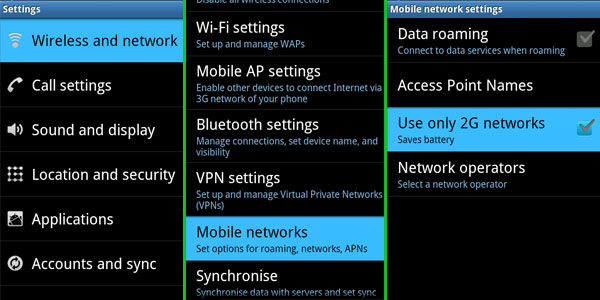 Settings
Wireless and network
Call settings
Sound and display
Location and security
Applications
Accounts and sync
Disable all wireless connections
Wi-Fi settings
Set up and manage WAPs
Mobile AP settings
Enable other devices to connect Internet via
3G network of your phone
Bluetooth settings
Manage connections, set device name, and
visibility
VPN settings
Set up and manage Virtual Private Networks
(VPNs)
Mobile networks
Set options for roaming, networks, APNs
Synchronise
Synchronise data with servers and set sync
Mobile network settings
Data roaming
Connect to data services when roaming
Access Point Names
Use only 2G networks
Saves battery
Network operators
Select a network operator